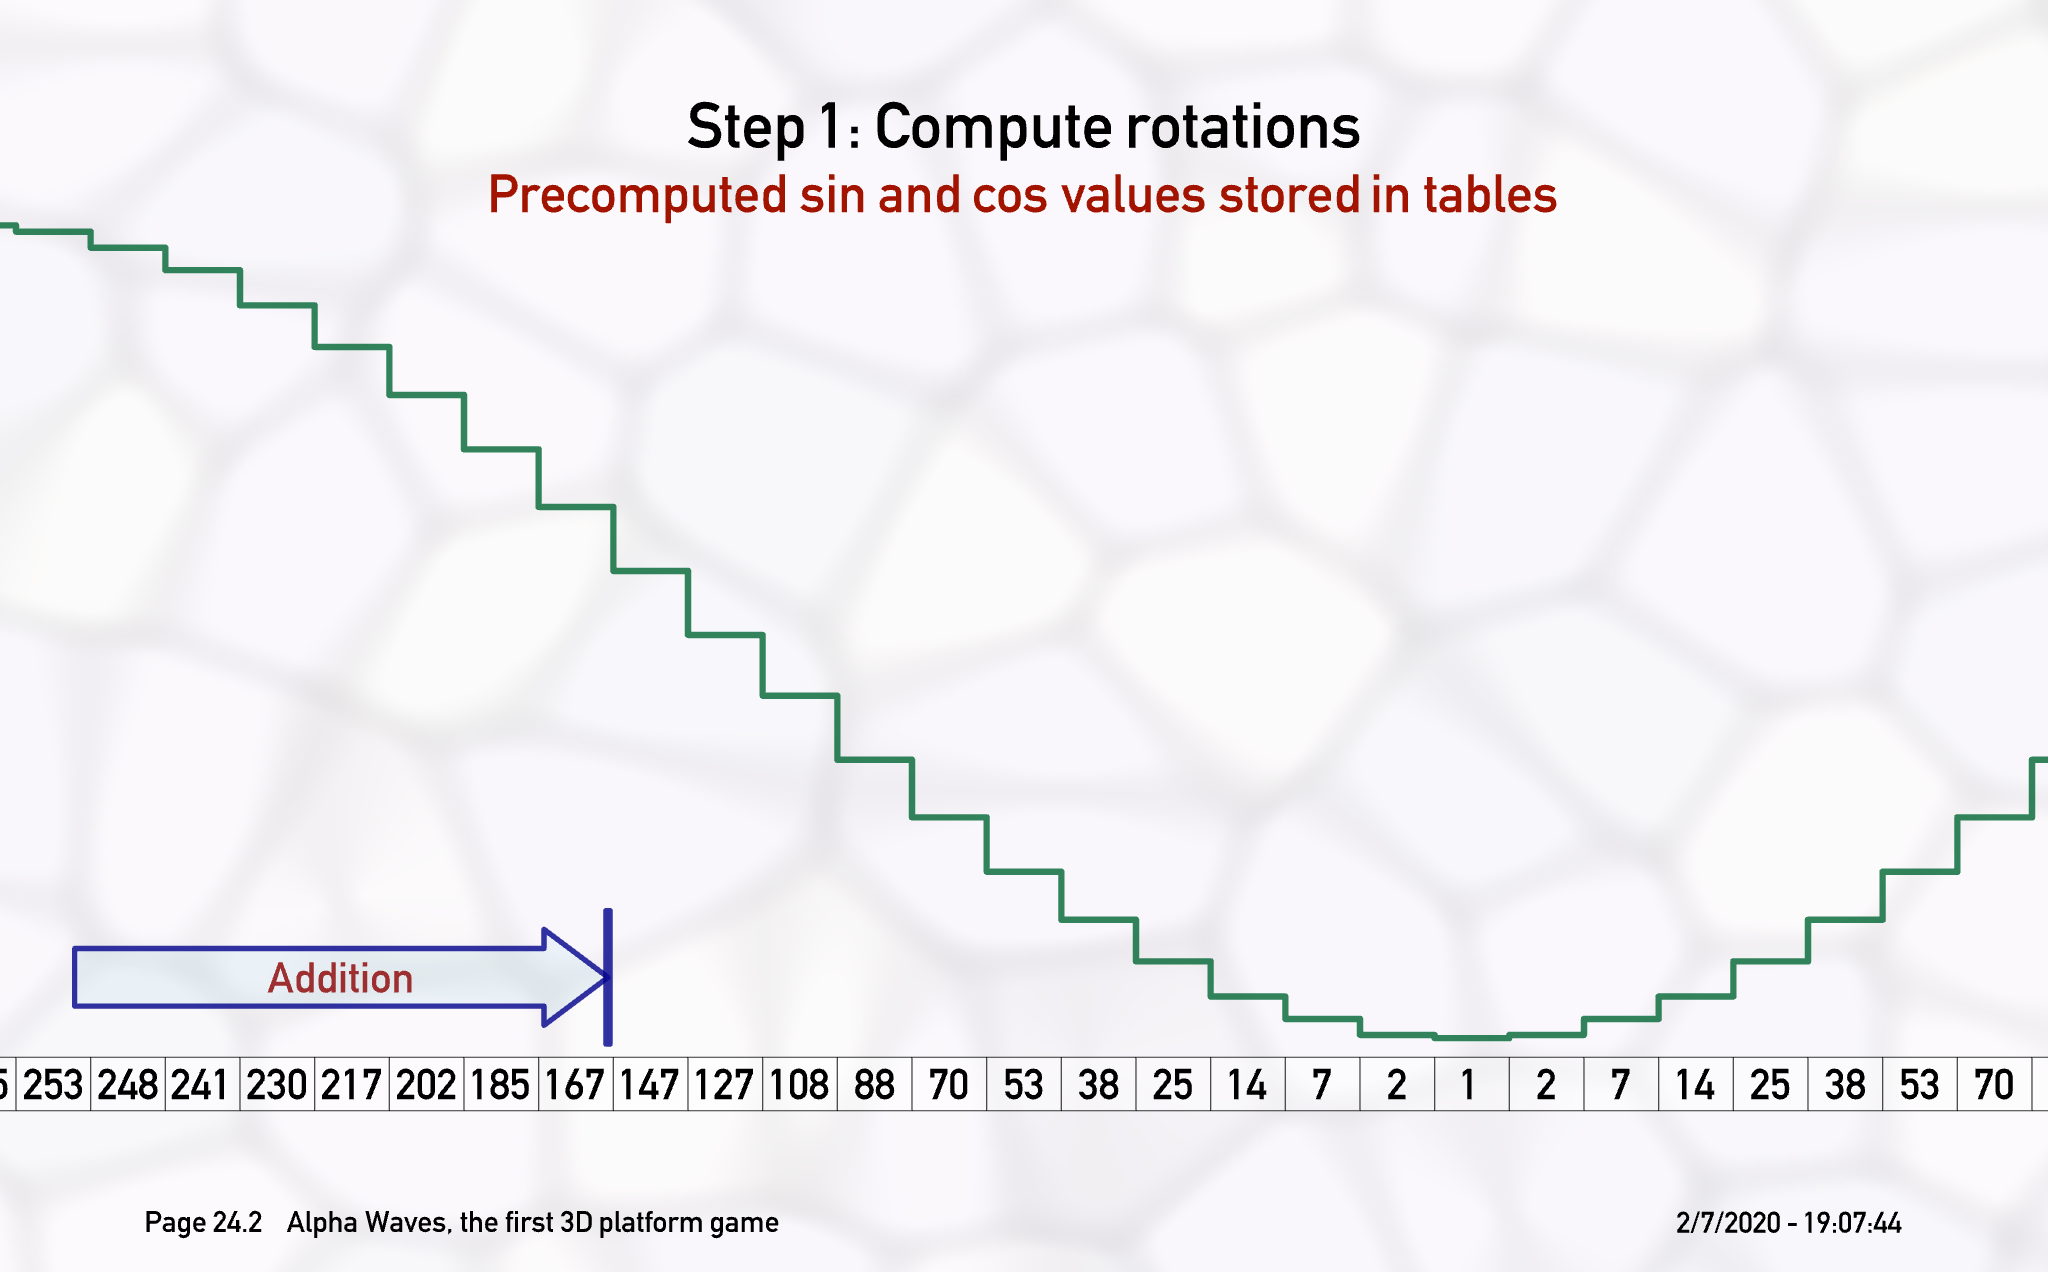 Step 1: Compute rotations
Precomputed sin and cos values stored in tables
Addition
5 253 248 241 230 217 202 185 167 147 127 108 88 70 53 38 25 14 7 2 1 2 7 14 25 38 53 70
Page 24.2 Alpha Waves, the first 3D platform game 2/7/2020 - 19:07:44